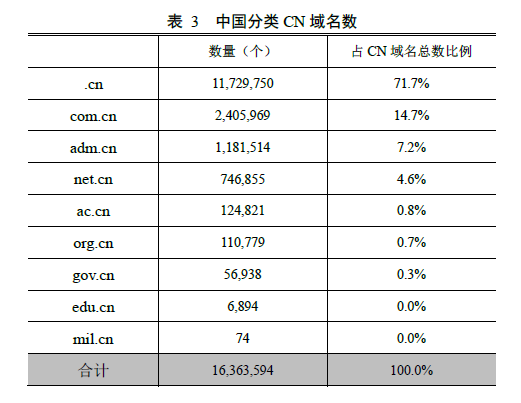 表 3 中国分类 CN 域名数
数量（个） 占 CN 域名总数比例
.cn 11,729,750 71.7%
com.cn 2,405,969 14.7%
adm.cn 1,181,514 7.2%
net.cn 746,855 4.6%
ac.cn 124,821 0.8%
org.cn 110,779 0.7%
gov.cn 56,938 0.3%
edu.cn 6,894 0.0%
mil.cn 74 0.0%
合计 16,363,594 100.0%